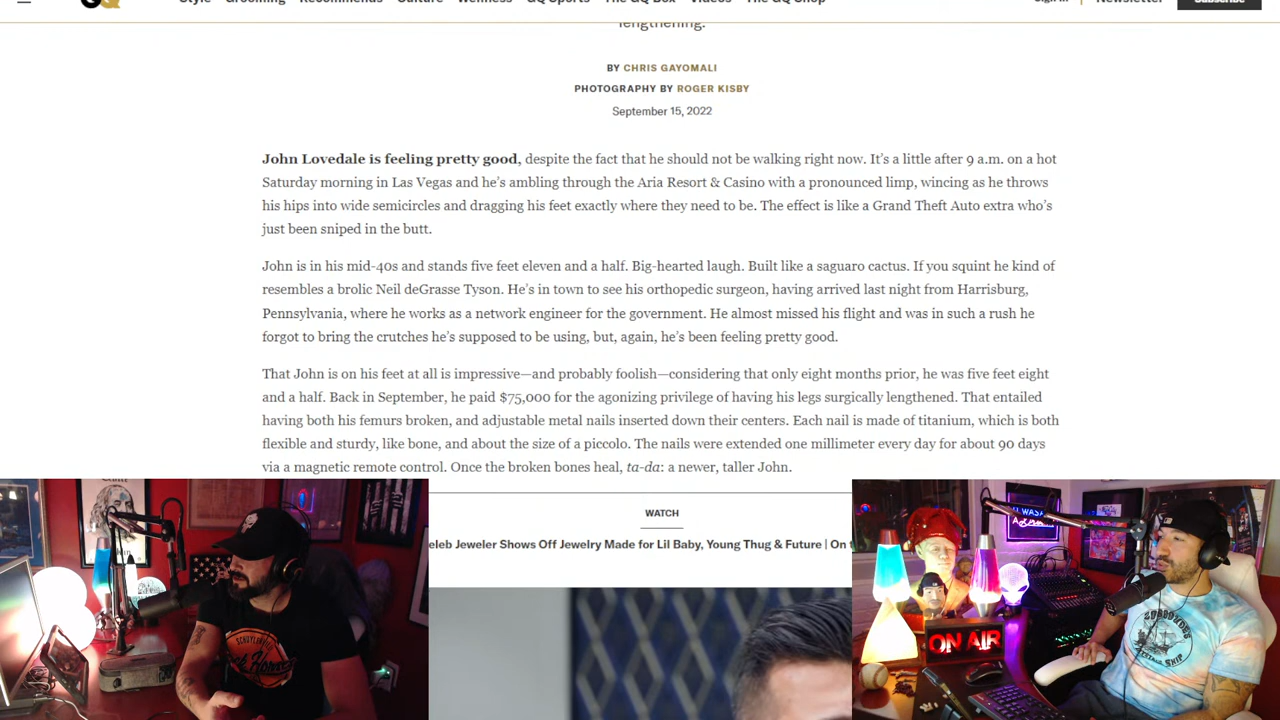 GQ
Style Grooming Recommends Culture Wellness GQ Sports The GQ Box Videos The GQ Shop
Sign In Newsletter Subscribe
lengthening.
BY CHRIS GAYOMALI
PHOTOGRAPHY BY ROGER KISBY
September 15, 2022
John Lovedale is feeling pretty good, despite the fact that he should not be walking right now. It’s a little after 9 a.m. on a hot
Saturday morning in Las Vegas and he’s ambling through the Aria Resort & Casino with a pronounced limp, wincing as he throws
his hips into wide semicircles and dragging his feet exactly where they need to be. The effect is like a Grand Theft Auto extra who’s
just been sniped in the butt.
John is in his mid-40s and stands five feet eleven and a half. Big-hearted laugh. Built like a saguaro cactus. If you squint he kind of
resembles a brolic Neil deGrasse Tyson. He’s in town to see his orthopedic surgeon, having arrived last night from Harrisburg,
Pennsylvania, where he works as a network engineer for the government. He almost missed his flight and was in such a rush he
forgot to bring the crutches he’s supposed to be using, but, again, he’s been feeling pretty good.
That John is on his feet at all is impressive—and probably foolish—considering that only eight months prior, he was five feet eight
and a half. Back in September, he paid $75,000 for the agonizing privilege of having his legs surgically lengthened. That entailed
having both his femurs broken, and adjustable metal nails inserted down their centers. Each nail is made of titanium, which is both
flexible and sturdy, like bone, and about the size of a piccolo. The nails were extended one millimeter every day for about 90 days
via a magnetic remote control. Once the broken bones heal, ta-da: a newer, taller John.
WATCH
eleb Jeweler Shows Off Jewelry Made for Lil Baby, Young Thug & Future | On t
ON AIR